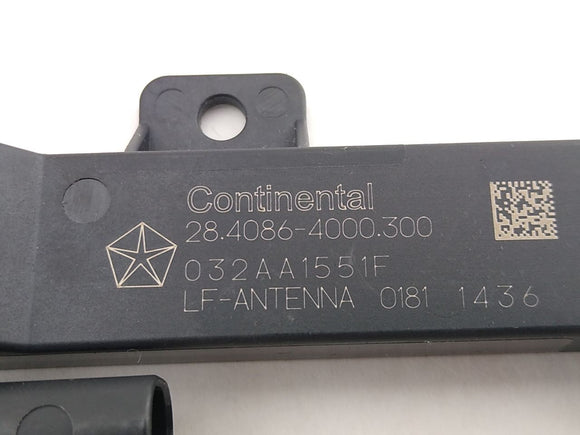 Continental
28.4086-4000.300
032AA1551F
LF-ANTENNA 0181 1436